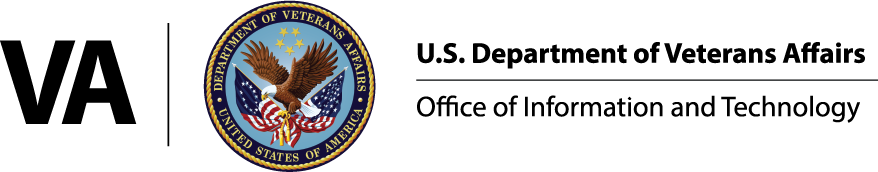 VA
DEPARTMENT OF VETERANS AFFAIRS
UNITED STATES OF AMERICA
U.S. Department of Veterans Affairs
Office of Information and Technology